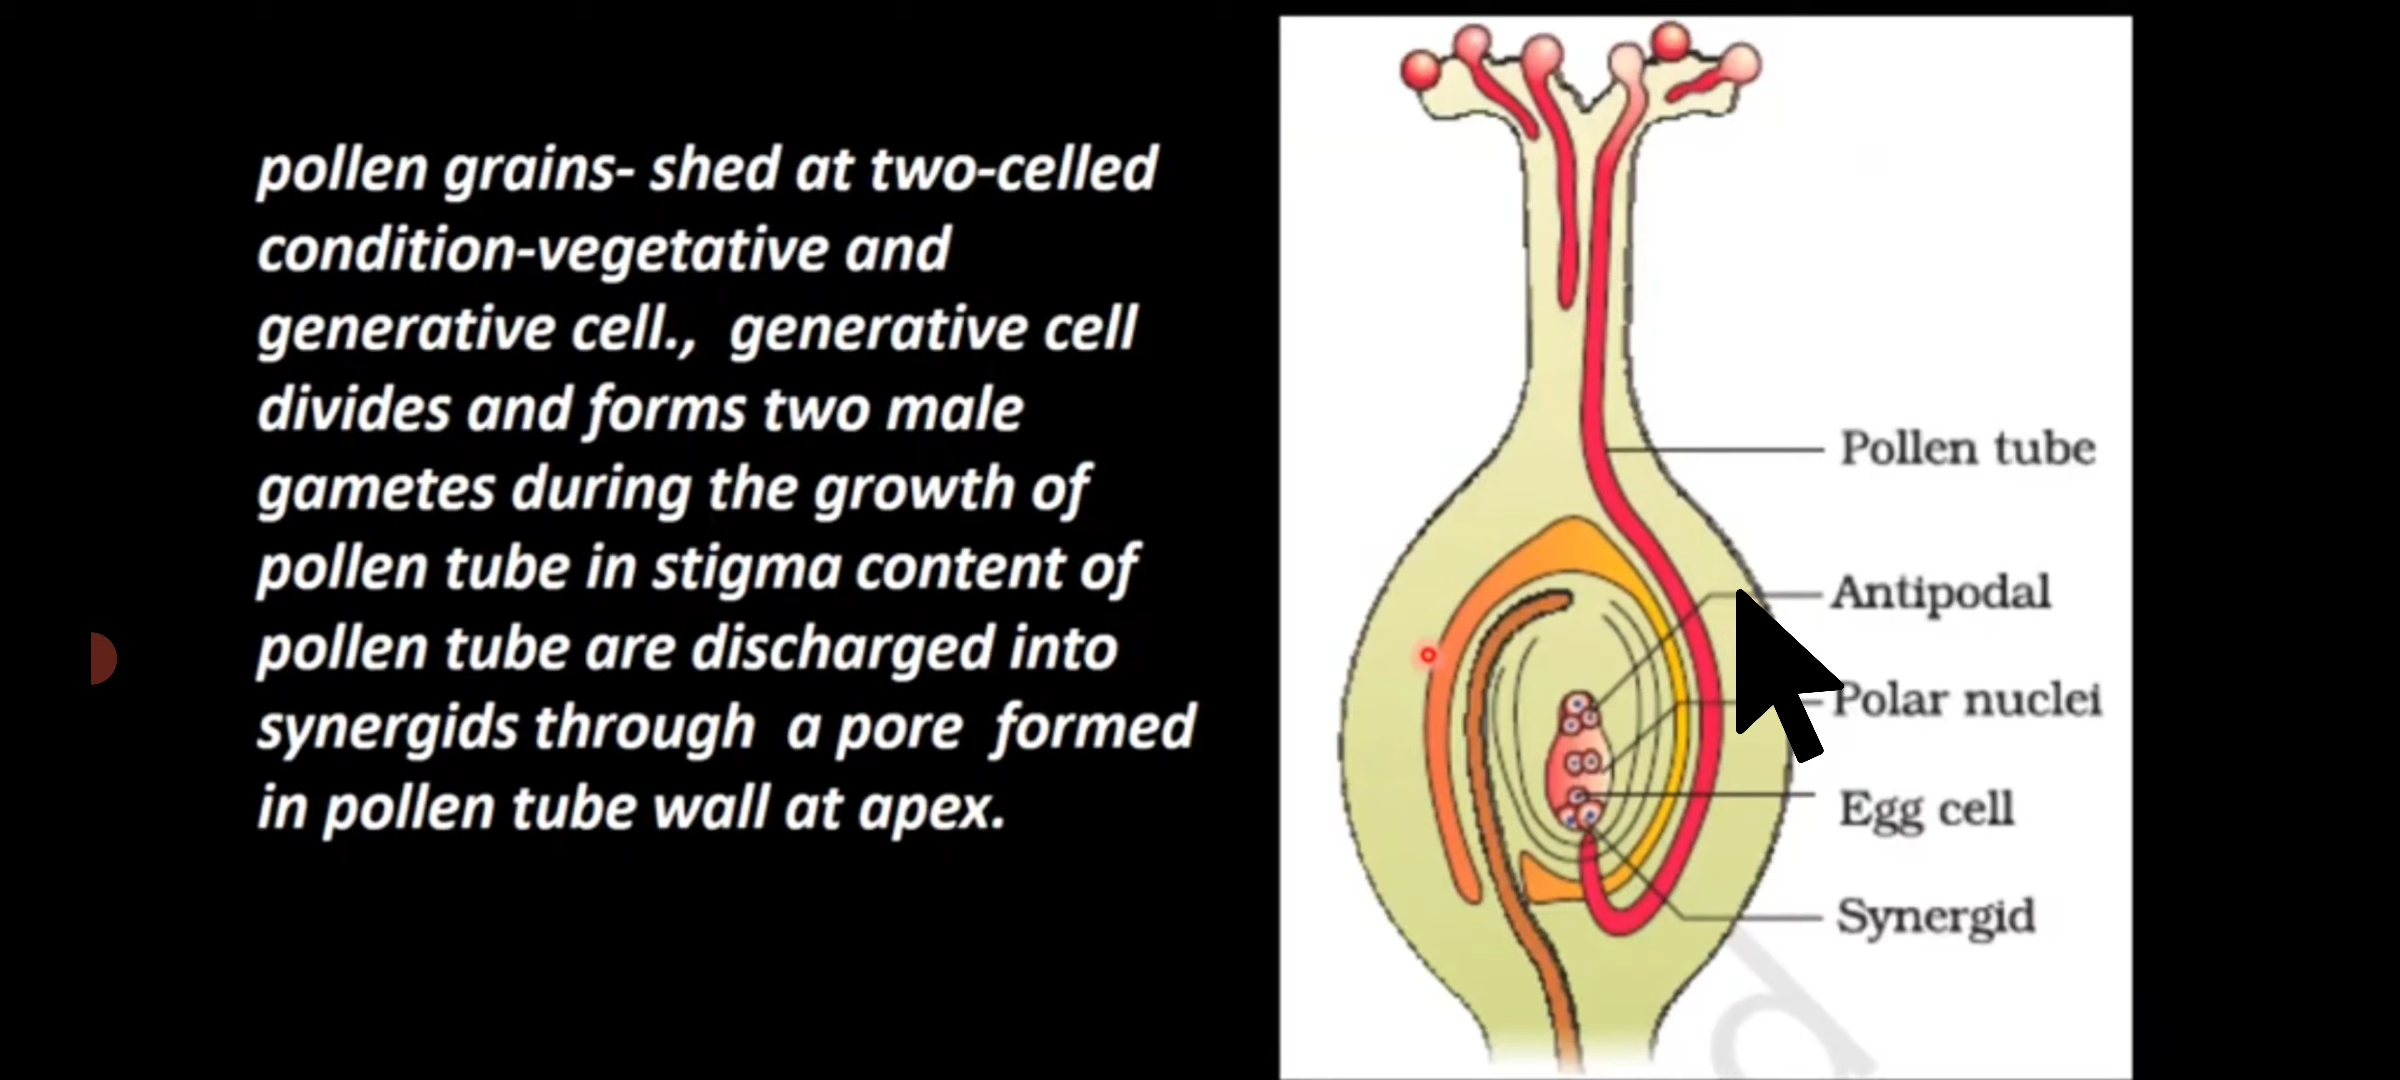 pollen grains- shed at two-celled
condition-vegetative and
generative cell.,  generative cell
divides and forms two male
gametes during the growth of
pollen tube in stigma content of
pollen tube are discharged into
synergids through  a pore  formed
in pollen tube wall at apex.
Pollen tube
Antipodal
Polar nuclei
Egg cell
Synergid